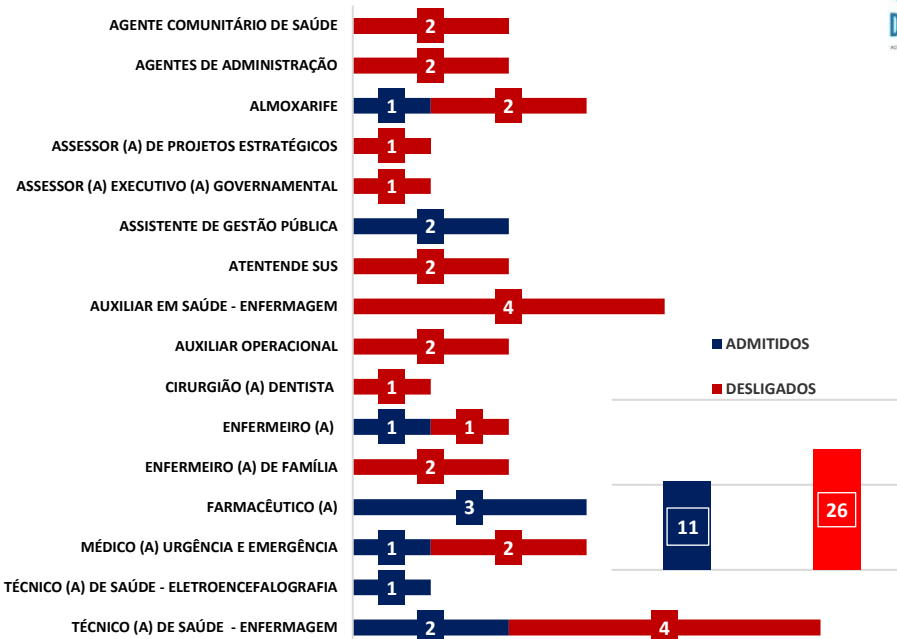 AGENTE COMUNITÁRIO DE SAÚDE 2
AGENTES DE ADMINISTRAÇÃO 2
ALMOXARIFE 1 2
ASSESSOR (A) DE PROJETOS ESTRATÉGICOS 1
ASSESSOR (A) EXECUTIVO (A) GOVERNAMENTAL 1
ASSISTENTE DE GESTÃO PÚBLICA 2
ATENTENDE SUS 2
AUXILIAR EM SAÚDE - ENFERMAGEM 4
AUXILIAR OPERACIONAL 2
CIRURGIÃO (A) DENTISTA 1
ENFERMEIRO (A) 1 1
ENFERMEIRO (A) DE FAMÍLIA 2
FARMACÊUTICO (A) 3
MÉDICO (A) URGÊNCIA E EMERGÊNCIA 1 2
TÉCNICO (A) DE SAÚDE - ELETROENCEFALOGRAFIA 1
TÉCNICO (A) DE SAÚDE - ENFERMAGEM 2 4
ADMITIDOS
DESLIGADOS
11
26